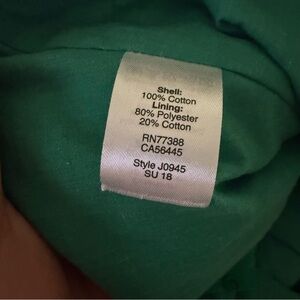 Shell:
100% Cotton
Lining:
80% Polyester
20% Cotton
RN77388
CA56445
Style J0945
SU 18